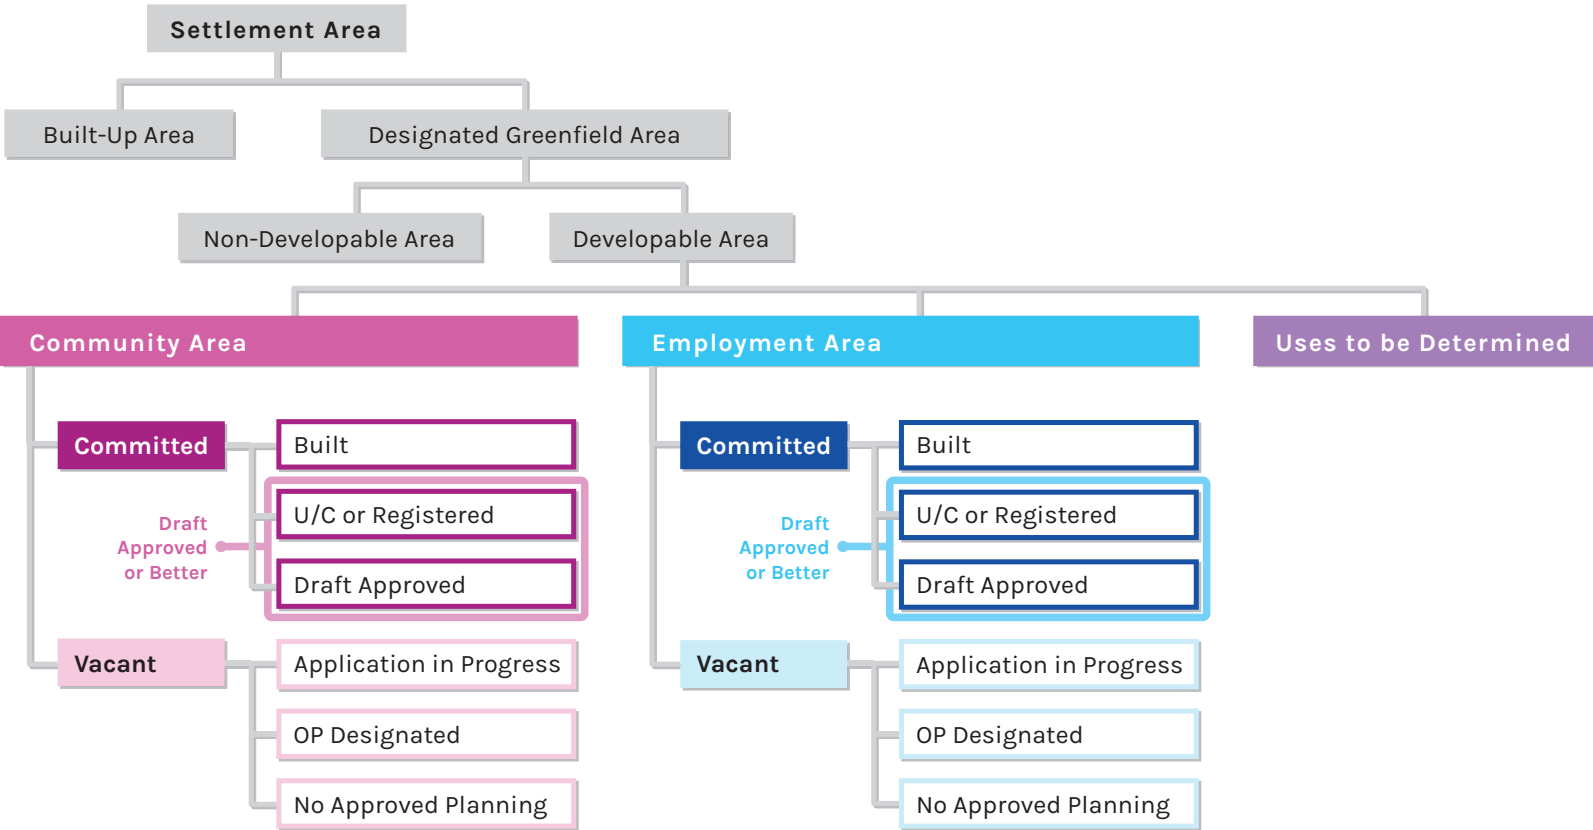 Settlement Area
Built-Up Area
Designated Greenfield Area
Non-Developable Area
Developable Area
Community Area
Employment Area
Uses to be Determined
Committed
Built
U/C or Registered
Draft Approved
Draft
Approved
or Better
Vacant
Application in Progress
OP Designated
No Approved Planning
Committed
Built
U/C or Registered
Draft Approved
Draft
Approved
or Better
Vacant
Application in Progress
OP Designated
No Approved Planning